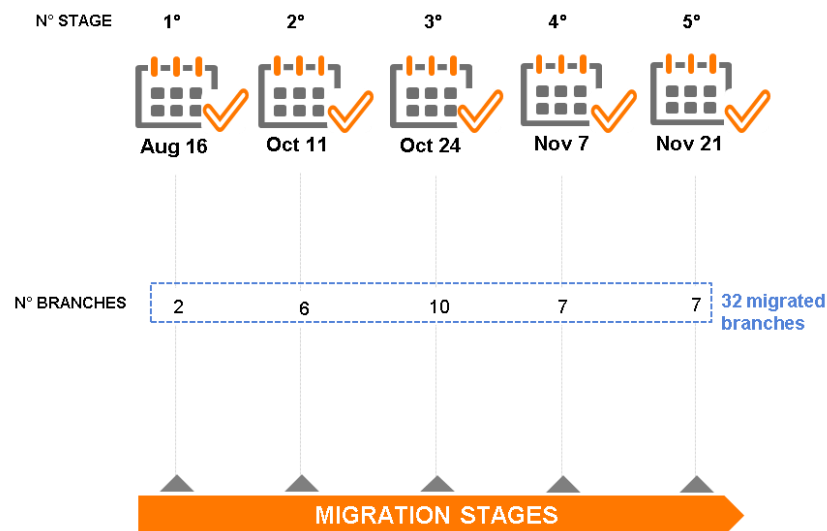 N° STAGE 1° 2° 3° 4° 5°
Aug 16 Oct 11 Oct 24 Nov 7 Nov 21
N° BRANCHES 2 6 10 7 7 32 migrated
branches
MIGRATION STAGES